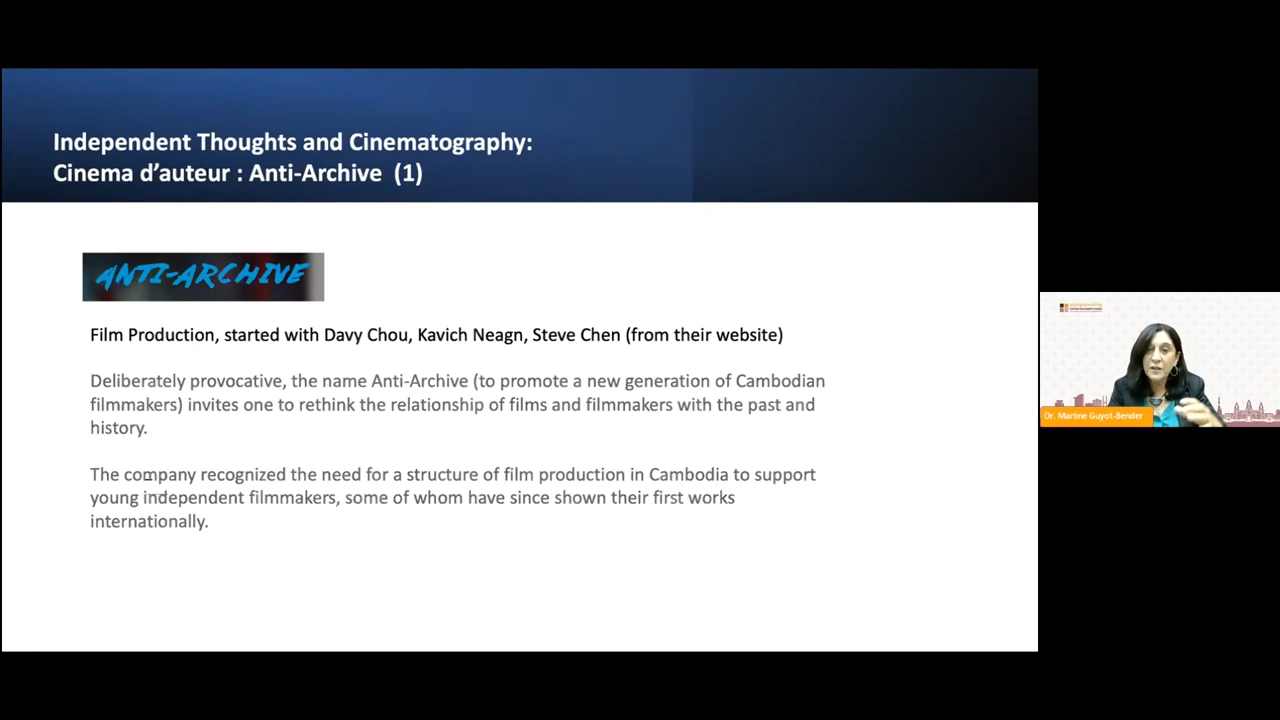 Independent Thoughts and Cinematography:
Cinema d’auteur : Anti-Archive (1)
ANTI-ARCHIVE
Film Production, started with Davy Chou, Kavich Neagn, Steve Chen (from their website)
Deliberately provocative, the name Anti-Archive (to promote a new generation of Cambodian
filmmakers) invites one to rethink the relationship of films and filmmakers with the past and
history.
The company recognized the need for a structure of film production in Cambodia to support
young independent filmmakers, some of whom have since shown their first works
internationally.
Dr. Martine Guyot-Bender